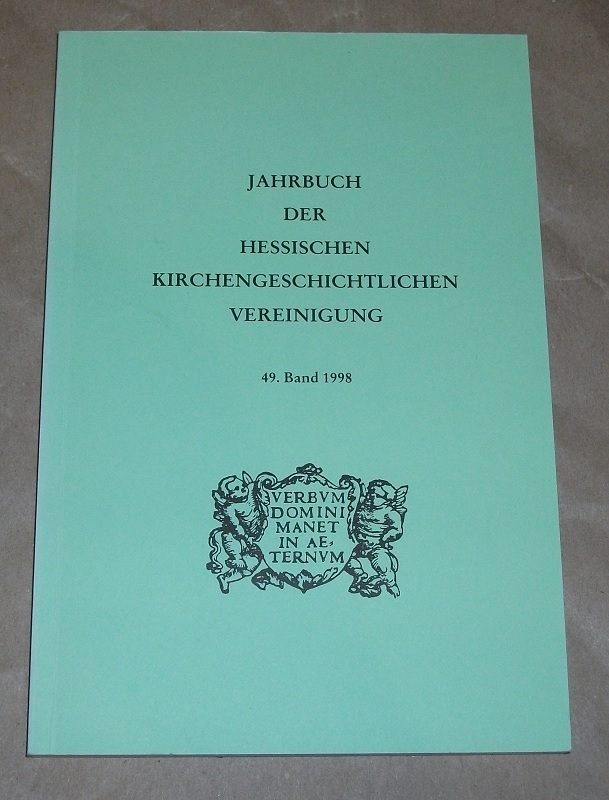 JAHRBUCH
DER
HESSISCHEN
KIRCHENGESCHICHTLICHEN
VEREINIGUNG
49. Band 1998
VERBVM
DOMINI
MANET
IN AE,
TERNVM